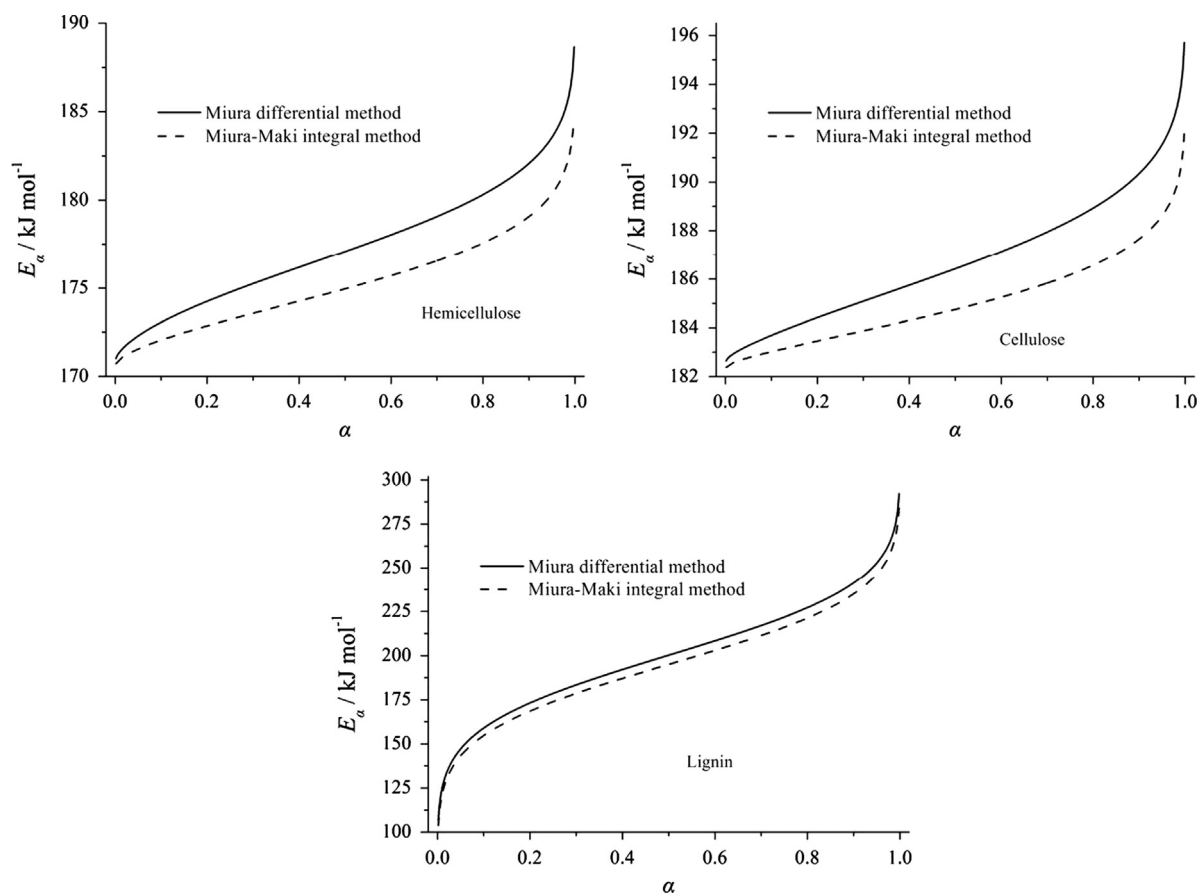 190
185
180
175
170
E_α / kJ mol⁻¹
Miura differential method
Miura-Maki integral method
Hemicellulose
0.0 0.2 0.4 0.6 0.8 1.0
α
196
194
192
190
188
186
184
182
E_α / kJ mol⁻¹
Miura differential method
Miura-Maki integral method
Cellulose
0.0 0.2 0.4 0.6 0.8 1.0
α
300
275
250
225
200
175
150
125
100
E_α / kJ mol⁻¹
Miura differential method
Miura-Maki integral method
Lignin
0.0 0.2 0.4 0.6 0.8 1.0
α